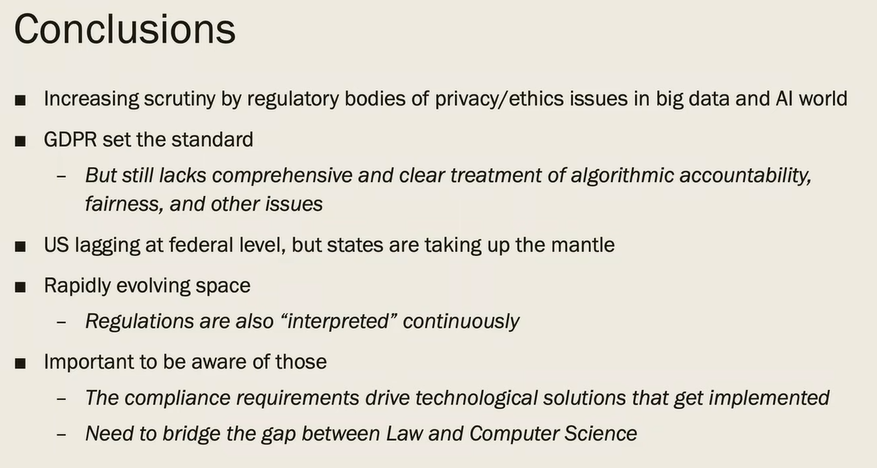 Conclusions
■ Increasing scrutiny by regulatory bodies of privacy/ethics issues in big data and AI world
■ GDPR set the standard
– But still lacks comprehensive and clear treatment of algorithmic accountability,
fairness, and other issues
■ US lagging at federal level, but states are taking up the mantle
■ Rapidly evolving space
– Regulations are also “interpreted” continuously
■ Important to be aware of those
– The compliance requirements drive technological solutions that get implemented
– Need to bridge the gap between Law and Computer Science